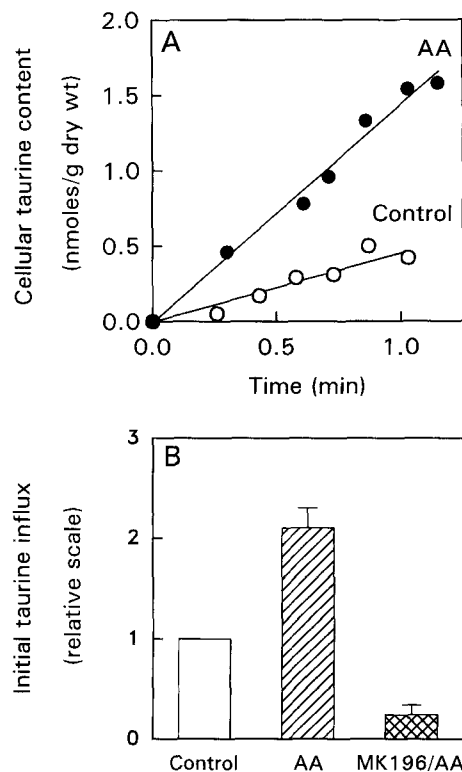 A
AA
Control
Cellular taurine content
(nmoles/g dry wt)
2.0
1.5
1.0
0.5
0.0
0.0 0.5 1.0
Time (min)
B
Initial taurine influx
(relative scale)
3
2
1
0
Control AA MK196/AA